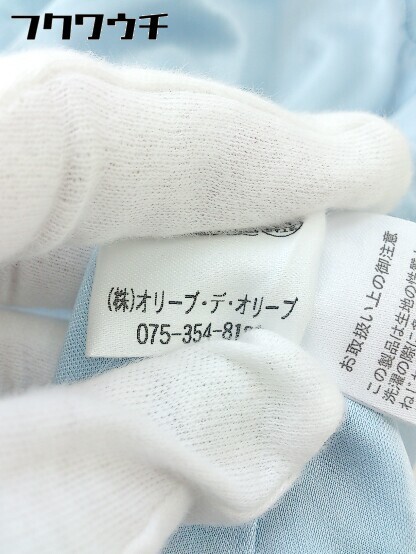 フクワウチ
(株)オリーブ・デ・オリーブ
075-354-81
お取扱い上の御注意
この製品は生地の性質
洗濯の際に